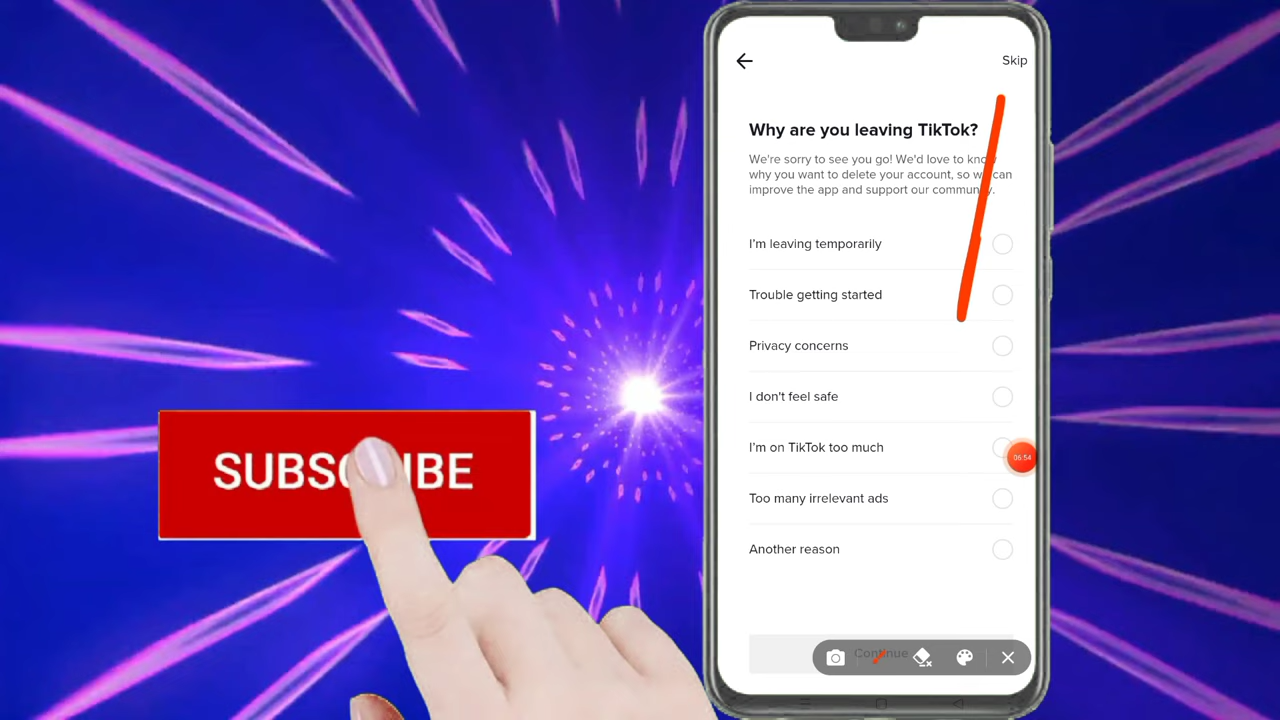 Skip
Why are you leaving TikTok?
We're sorry to see you go! We'd love to know
why you want to delete your account, so we can
improve the app and support our community.
I'm leaving temporarily
Trouble getting started
Privacy concerns
I don't feel safe
I'm on TikTok too much
06:54
Too many irrelevant ads
Another reason
Continue
SUBSCRIBE